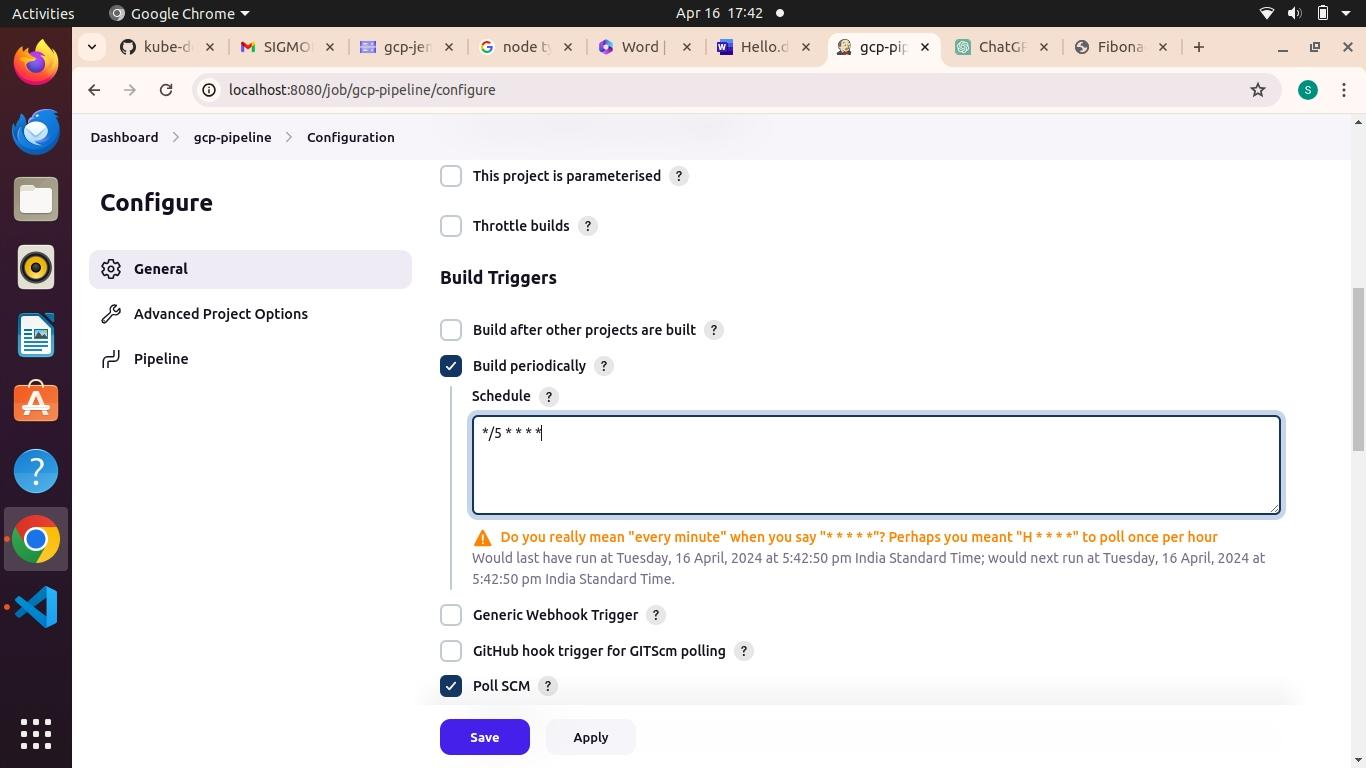 Activities
Google Chrome
Apr 16 17:42
kube-d
SIGMO
gcp-jer
node ty
Word |
Hello.d
gcp-pip
ChatGP
Fibona
localhost:8080/job/gcp-pipeline/configure
S
Dashboard
gcp-pipeline
Configuration
Configure
General
Advanced Project Options
Pipeline
This project is parameterised ?
Throttle builds ?
Build Triggers
Build after other projects are built ?
Build periodically ?
Schedule ?
*/5 * * * *
Do you really mean "every minute" when you say "* * * * *"? Perhaps you meant "H * * * *" to poll once per hour
Would last have run at Tuesday, 16 April, 2024 at 5:42:50 pm India Standard Time; would next run at Tuesday, 16 April, 2024 at
5:42:50 pm India Standard Time.
Generic Webhook Trigger ?
GitHub hook trigger for GITScm polling ?
Poll SCM ?
Save
Apply